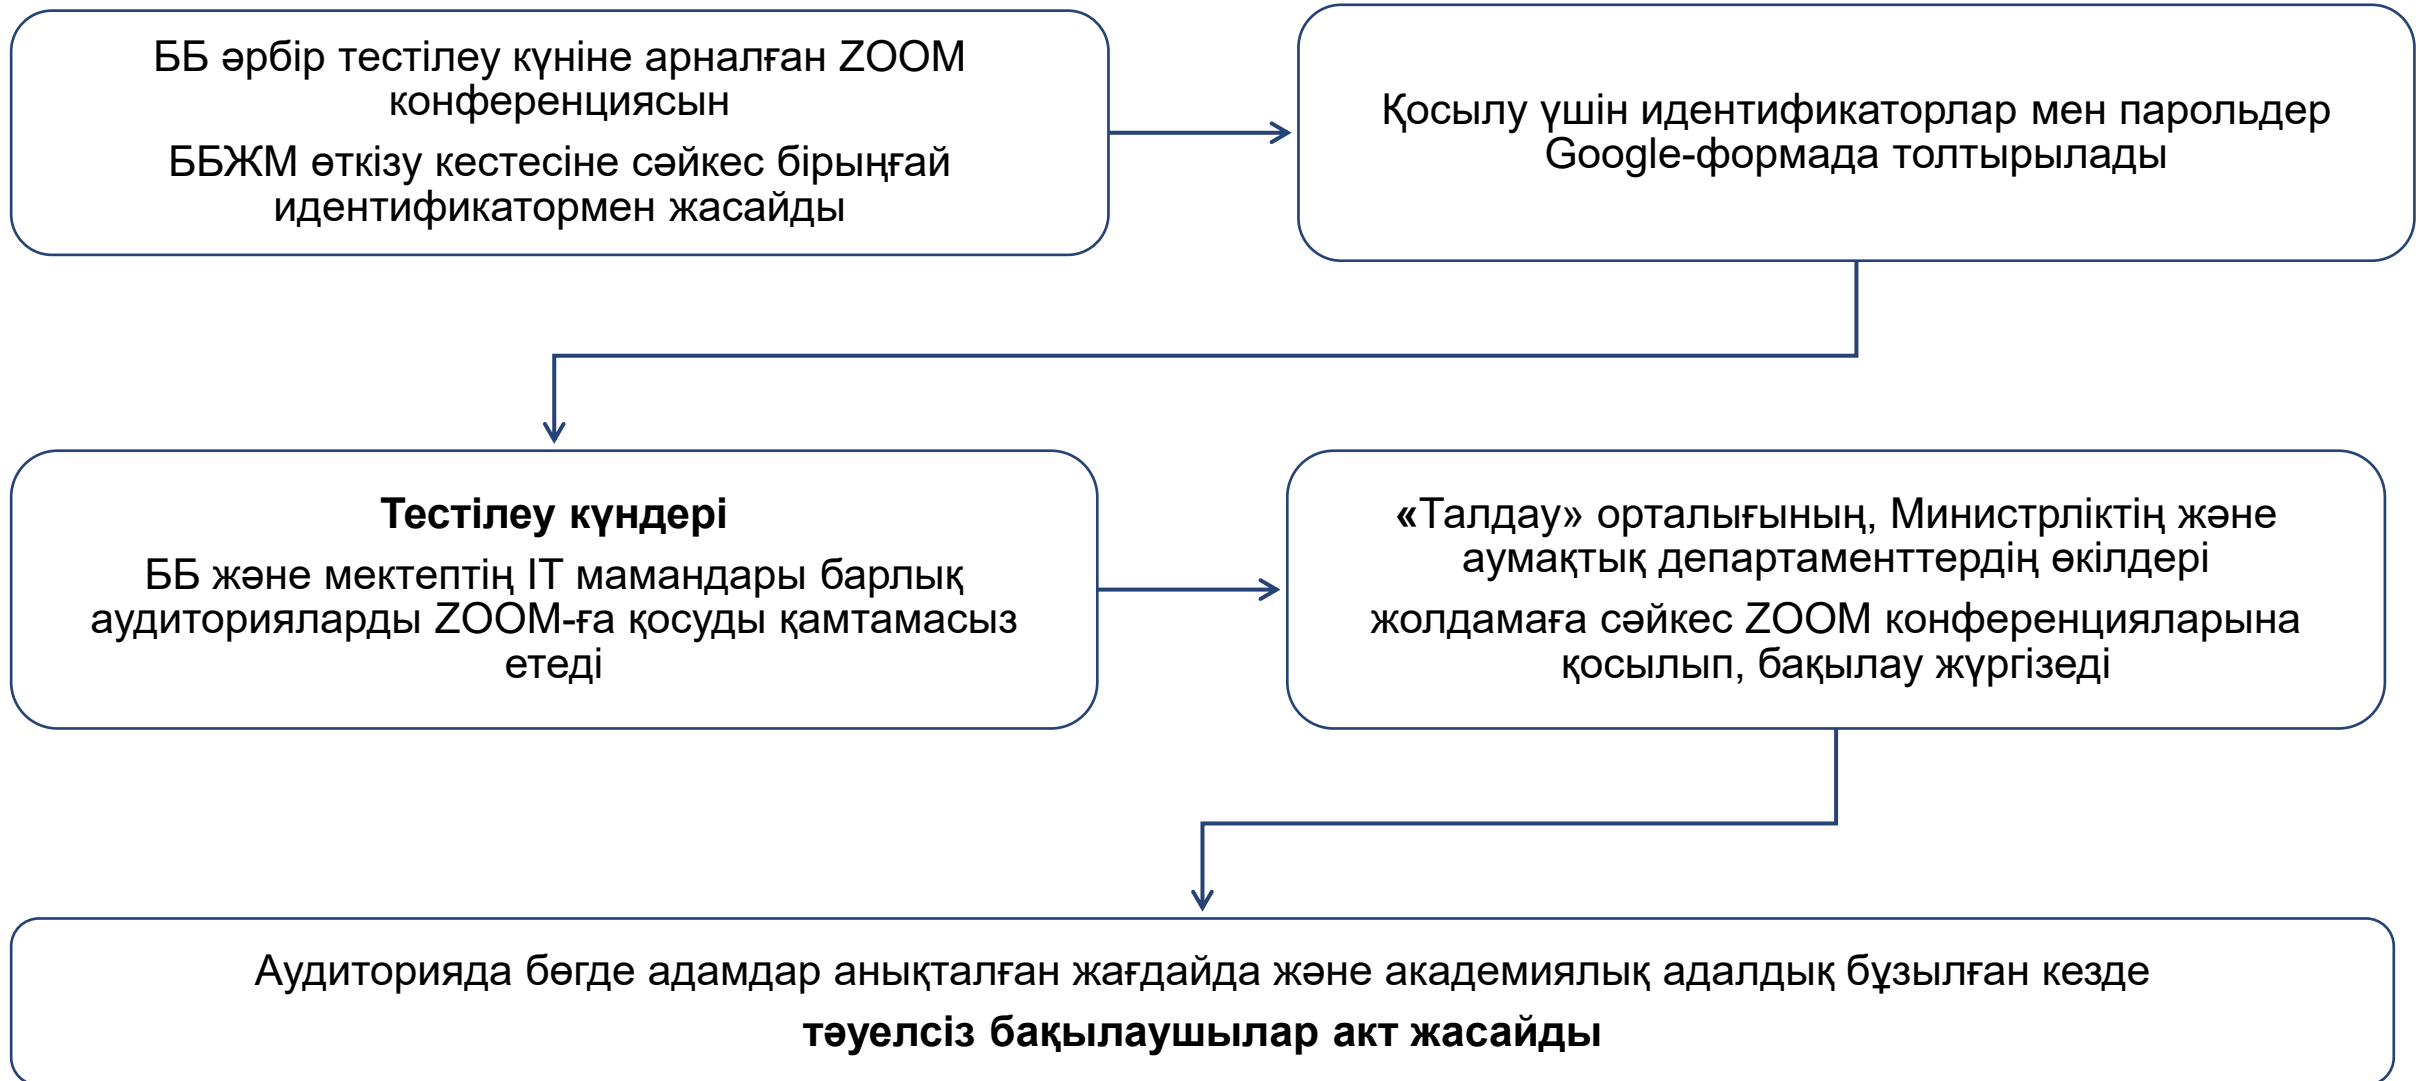 ББ әрбір тестілеу күніне арналған ZOOM
конференциясын
ББЖМ өткізу кестесіне сәйкес бірыңғай
идентификатормен жасайды
Қосылу үшін идентификаторлар мен парольдер
Google-формада толтырылады
Тестілеу күндері
ББ және мектептің IT мамандары барлық
аудиторияларды ZOOM-ға қосуды қамтамасыз
етеді
«Талдау» орталығының, Министрліктің және
аумақтық департаменттердің өкілдері
жолдамаға сәйкес ZOOM конференцияларына
қосылып, бақылау жүргізеді
Аудиторияда бөгде адамдар анықталған жағдайда және академиялық адалдық бұзылған кезде
тәуелсіз бақылаушылар акт жасайды